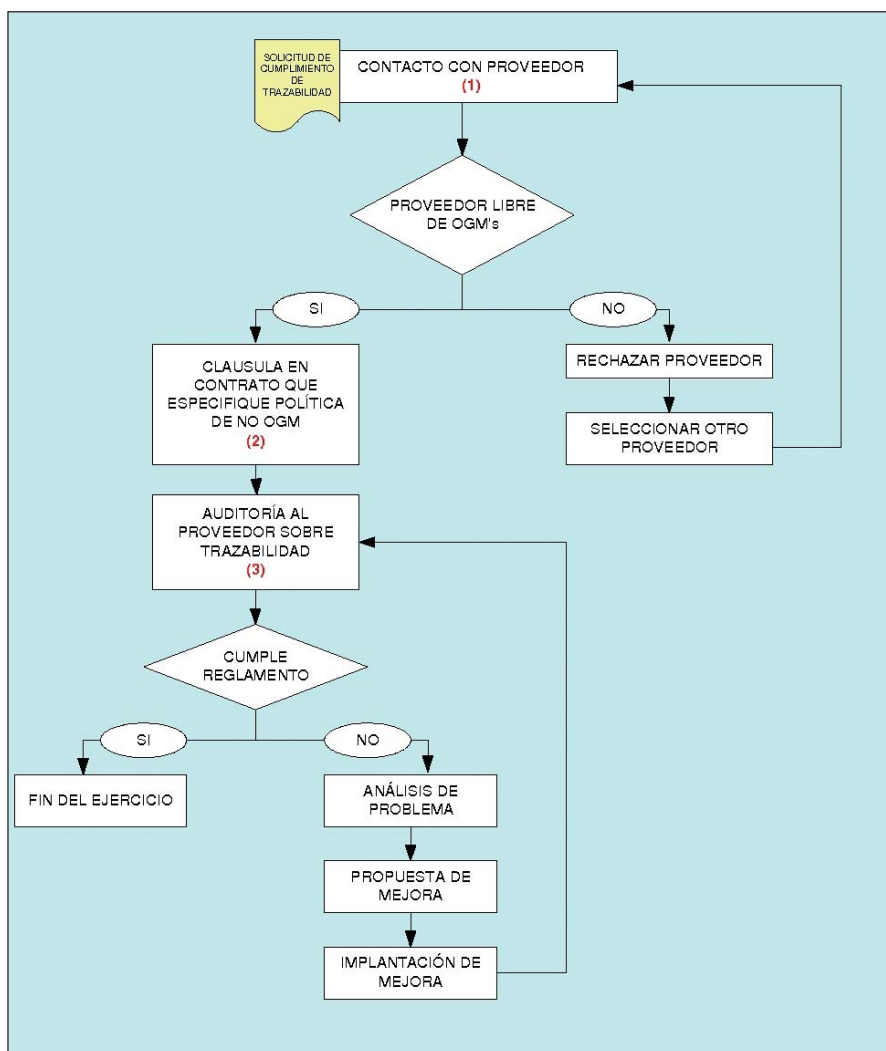 SOLICITUD DE
CUMPLIMIENTO
DE
TRAZABILIDAD
CONTACTO CON PROVEEDOR
(1)
PROVEEDOR LIBRE
DE OGM's
SI
NO
CLAUSULA EN
CONTRATO QUE
ESPECIFIQUE POLÍTICA
DE NO OGM
(2)
RECHAZAR PROVEEDOR
SELECCIONAR OTRO
PROVEEDOR
AUDITORÍA AL
PROVEEDOR SOBRE
TRAZABILIDAD
(3)
CUMPLE
REGLAMENTO
SI
NO
FIN DEL EJERCICIO
ANÁLISIS DE
PROBLEMA
PROPUESTA DE
MEJORA
IMPLANTACIÓN DE
MEJORA